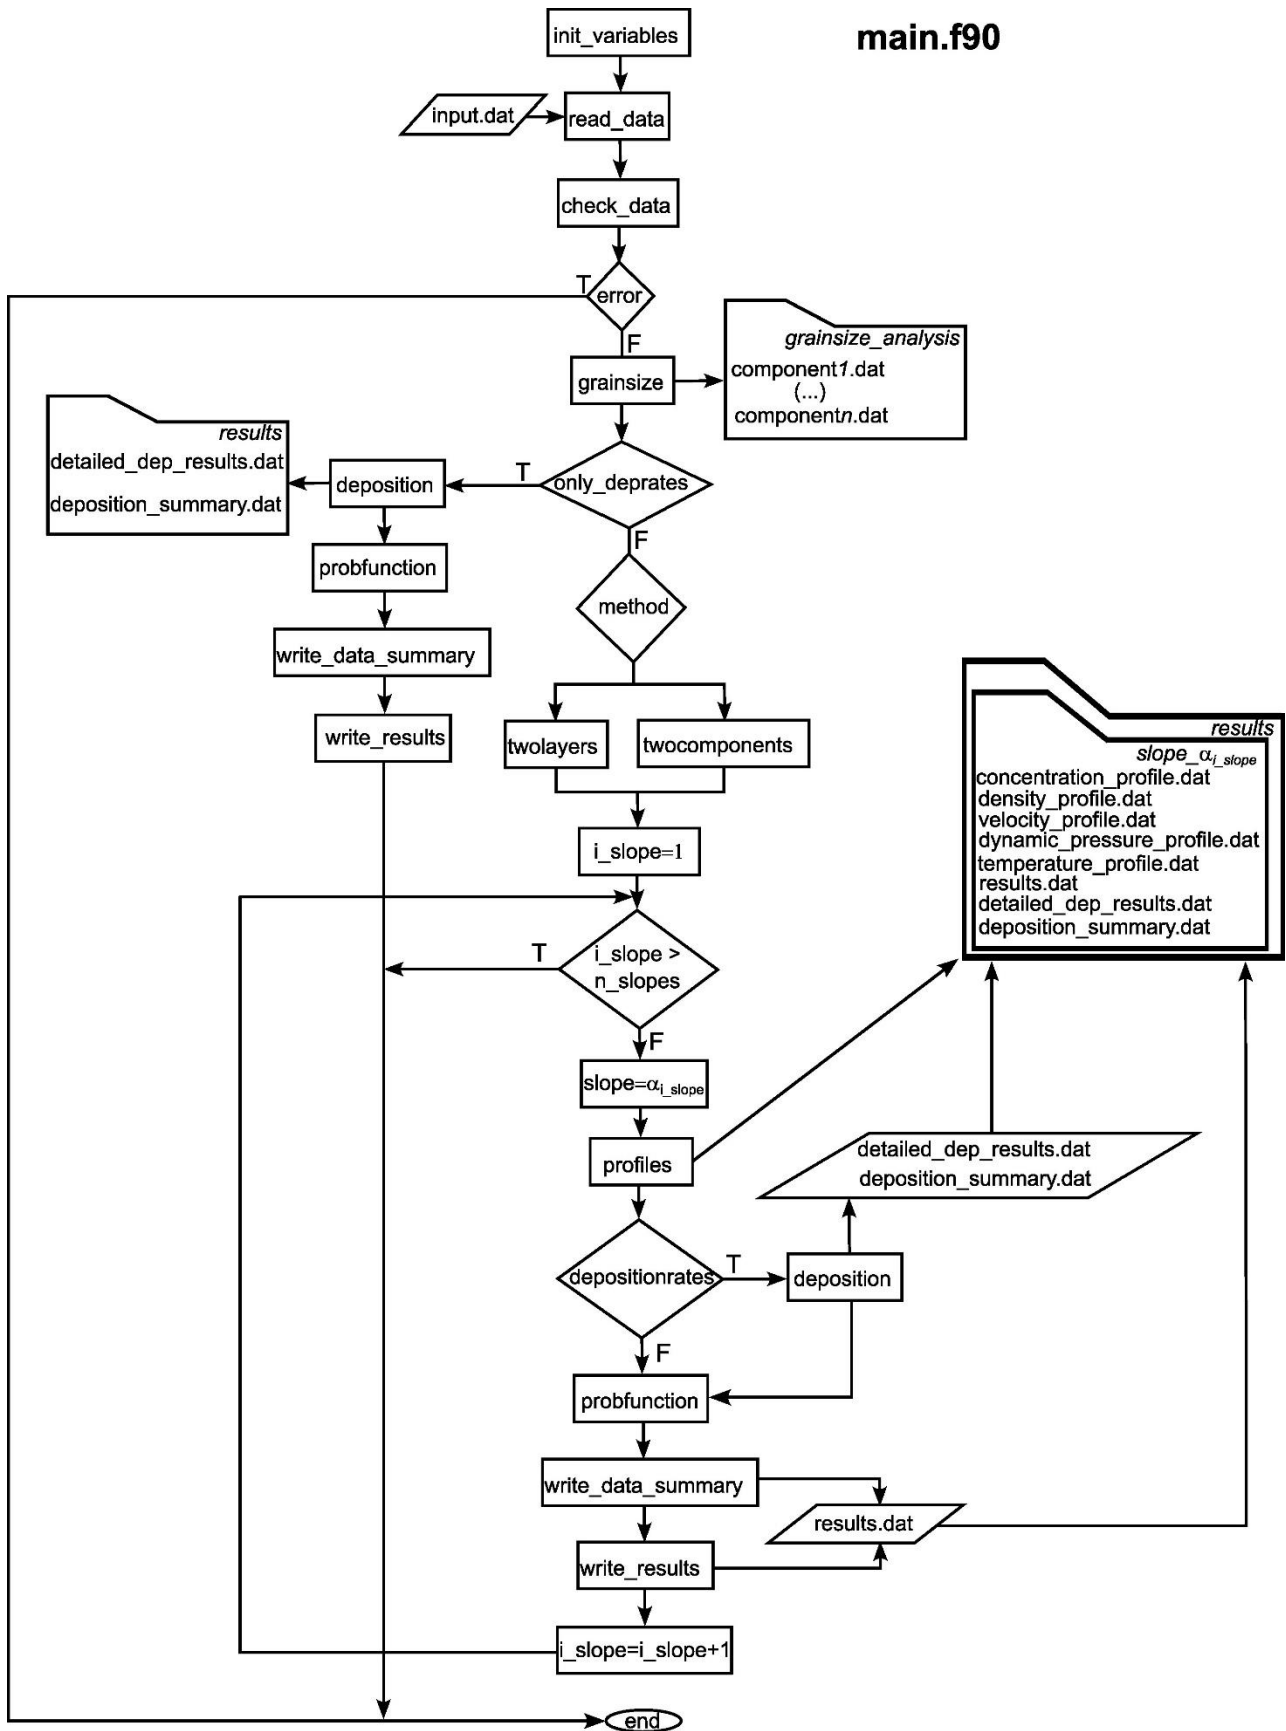 main.f90
init_variables
input.dat
read_data
check_data
T
error
F
grainsize
grainsize_analysis
component1.dat
(...)
componentn.dat
results
detailed_dep_results.dat
deposition_summary.dat
deposition
T
only_deprates
F
probfunction
method
write_data_summary
write_results
twolayers
twocomponents
i_slope=1
results
slope_αi_slope
concentration_profile.dat
density_profile.dat
velocity_profile.dat
dynamic_pressure_profile.dat
temperature_profile.dat
results.dat
detailed_dep_results.dat
deposition_summary.dat
T
i_slope >
n_slopes
F
slope=αi_slope
profiles
detailed_dep_results.dat
deposition_summary.dat
depositionrates
T
deposition
F
probfunction
write_data_summary
results.dat
write_results
i_slope=i_slope+1
end